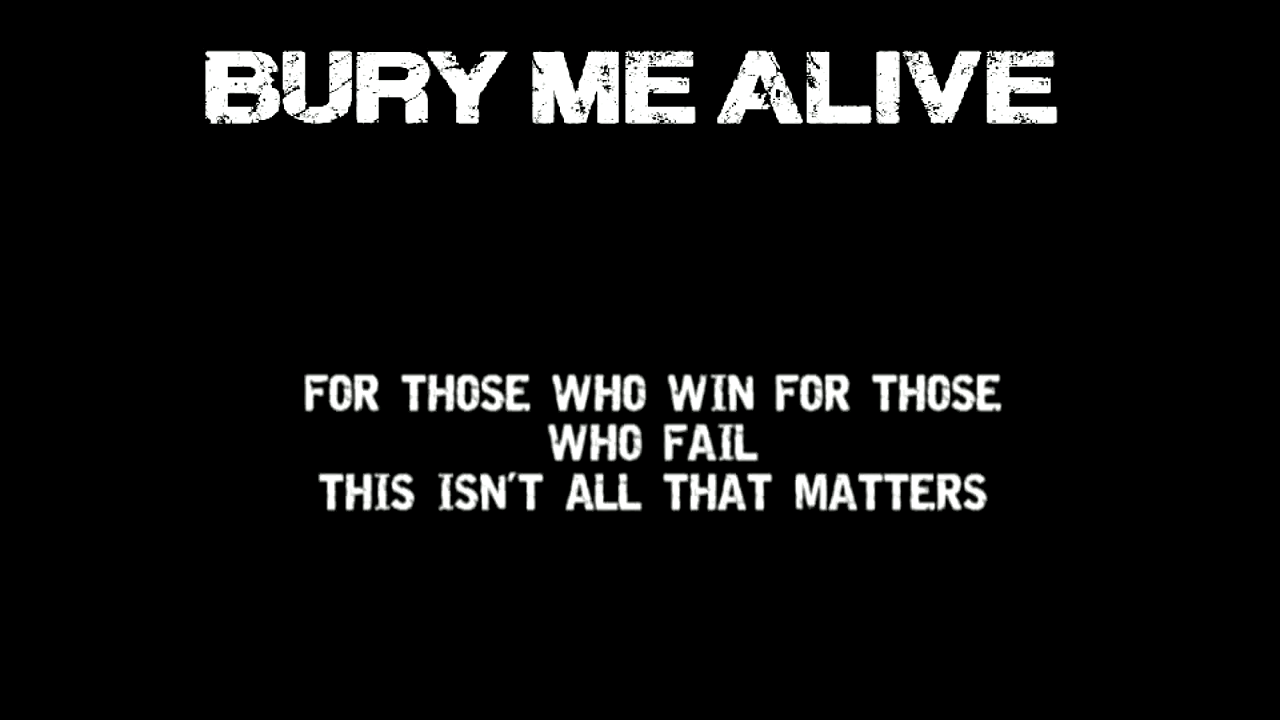 BURY ME ALIVE
FOR THOSE WHO WIN FOR THOSE
WHO FAIL
THIS ISN'T ALL THAT MATTERS